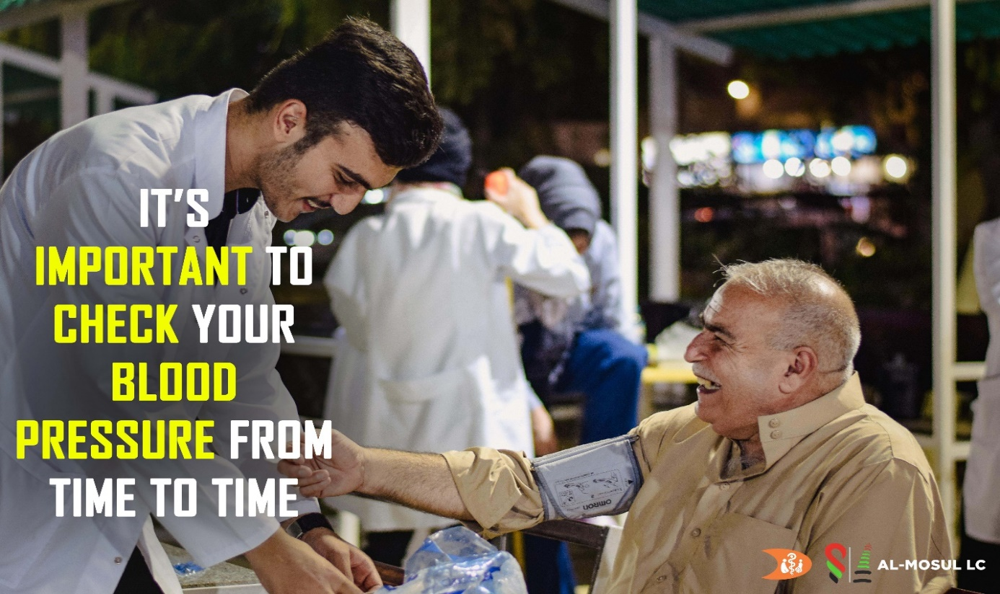 IT'S
IMPORTANT TO
CHECK YOUR
BLOOD
PRESSURE FROM
TIME TO TIME
OMRON
AL-MOSUL LC